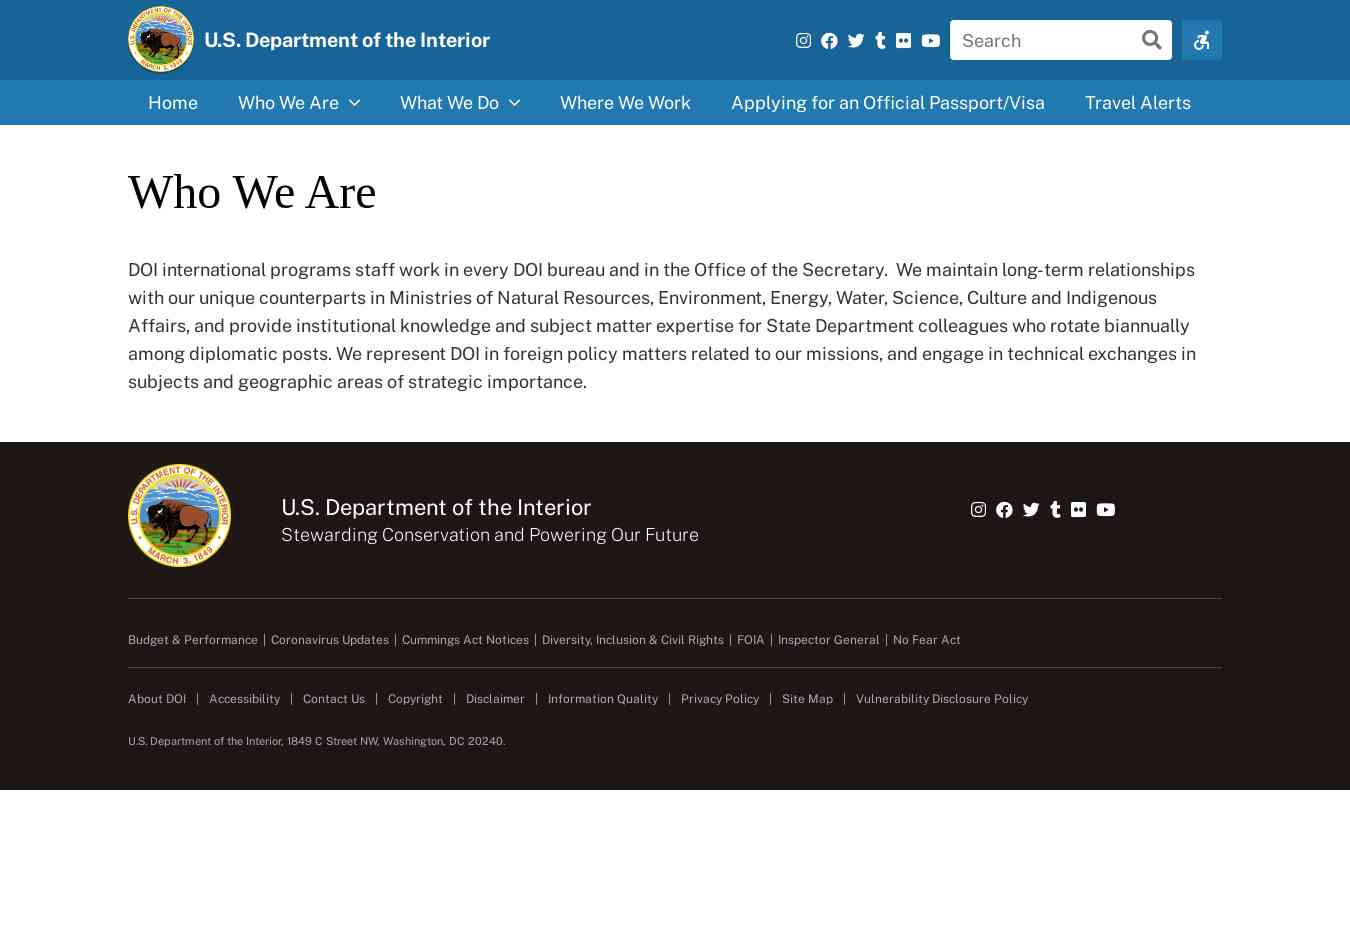 U.S. Department of the Interior
Search
Home
Who We Are
What We Do
Where We Work
Applying for an Official Passport/Visa
Travel Alerts
Who We Are
DOI international programs staff work in every DOI bureau and in the Office of the Secretary.  We maintain long-term relationships
with our unique counterparts in Ministries of Natural Resources, Environment, Energy, Water, Science, Culture and Indigenous
Affairs, and provide institutional knowledge and subject matter expertise for State Department colleagues who rotate biannually
among diplomatic posts. We represent DOI in foreign policy matters related to our missions, and engage in technical exchanges in
subjects and geographic areas of strategic importance.
U.S. DEPARTMENT OF THE INTERIOR
MARCH 3, 1849
U.S. Department of the Interior
Stewarding Conservation and Powering Our Future
Budget & Performance | Coronavirus Updates | Cummings Act Notices | Diversity, Inclusion & Civil Rights | FOIA | Inspector General | No Fear Act
About DOI | Accessibility | Contact Us | Copyright | Disclaimer | Information Quality | Privacy Policy | Site Map | Vulnerability Disclosure Policy
U.S. Department of the Interior, 1849 C Street NW, Washington, DC 20240.